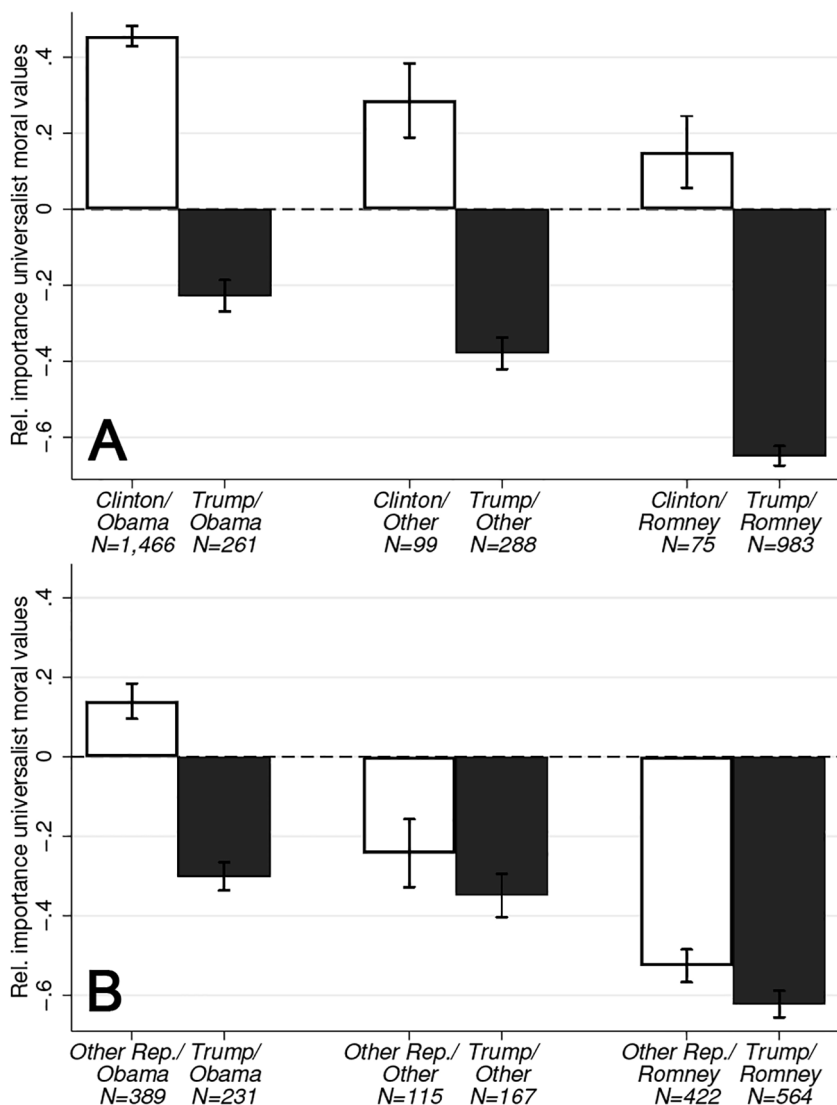 Rel. importance universalist moral values
.4
.2
0
-.2
-.4
-.6
A
Clinton/
Obama
N=1,466
Trump/
Obama
N=261
Clinton/
Other
N=99
Trump/
Other
N=288
Clinton/
Romney
N=75
Trump/
Romney
N=983
Rel. importance universalist moral values
.4
.2
0
-.2
-.4
-.6
B
Other Rep./
Obama
N=389
Trump/
Obama
N=231
Other Rep./
Other
N=115
Trump/
Other
N=167
Other Rep./
Romney
N=422
Trump/
Romney
N=564